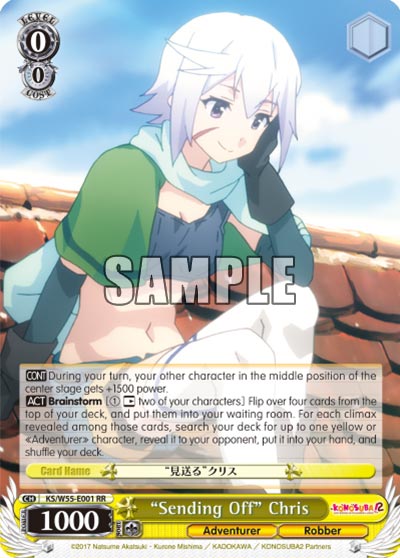 LEVEL
0
0
COST
SAMPLE
CONT During your turn, your other character in the middle position of the
center stage gets +1500 power.
ACT Brainstorm [① two of your characters] Flip over four cards from the
top of your deck, and put them into your waiting room. For each climax
revealed among those cards, search your deck for up to one yellow or
«Adventurer» character, reveal it to your opponent, put it into your hand, and
shuffle your deck.
Card Name
"見送る"クリス
CH KS/W55-E001 RR
"Sending Off" Chris
KONOSUBA 2
POWER
1000
SOUL
Adventurer
Robber
©2017 Natsume Akatsuki・Kurone Mishima / KADOKAWA / KONOSUBA2 Partners